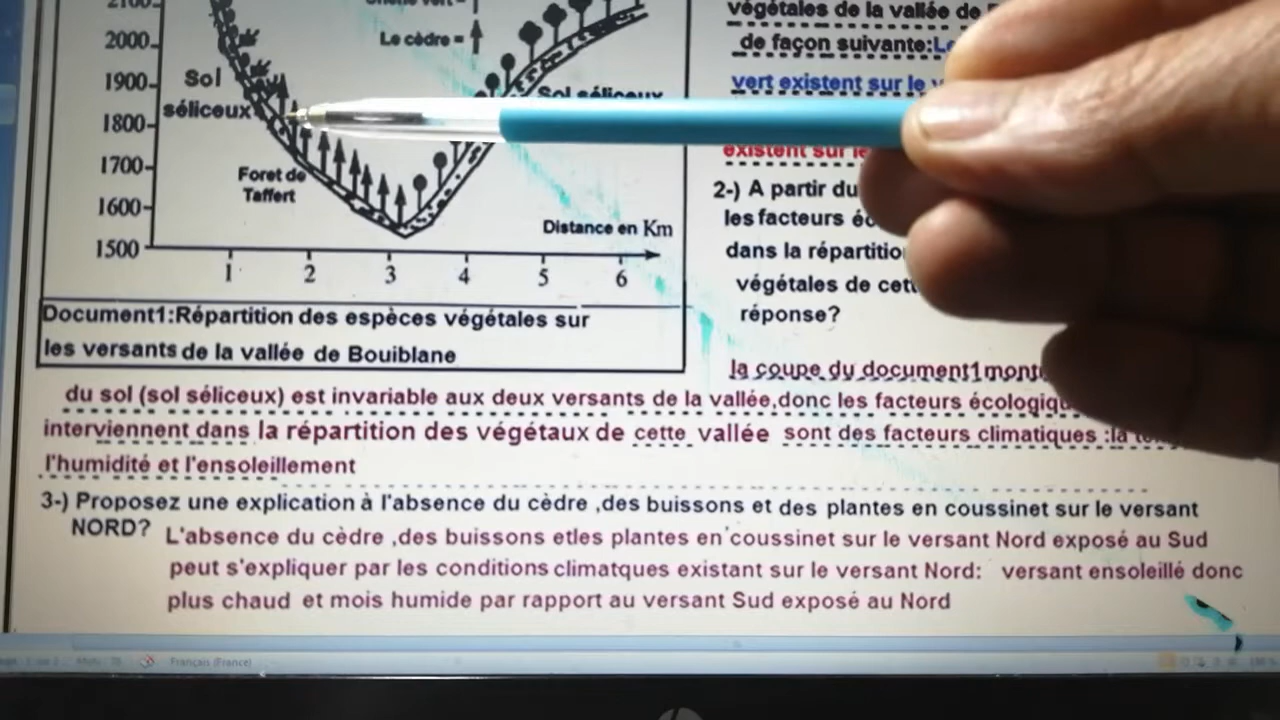 végétales de la vallée de
2000
Le cèdre =
de façon suivante:
1900
Sol
vert existent sur le
séliceux
Sol séliceux
1800
existent sur le
1700
Foret de
Taffert
2-) A partir du
1600
les facteurs
Distance en Km
dans la répartition
1500
1 2 3 4 5 6
végétales de
réponse?
Document1:Répartition des espèces végétales sur
les versants de la vallée de Bouiblane
la coupe du document1
du sol (sol séliceux) est invariable aux deux versants de la vallée,donc les facteurs
interviennent dans la répartition des végétaux de cette vallée sont des facteurs climatiques :la
l'humidité et l'ensoleillement
3-) Proposez une explication à l'absence du cèdre ,des buissons et des plantes en coussinet sur le versant
NORD?
L'absence du cèdre ,des buissons etles plantes en coussinet sur le versant Nord exposé au Sud
peut s'expliquer par les conditions climatques existant sur le versant Nord: versant ensoleillé donc
plus chaud et mois humide par rapport au versant Sud exposé au Nord
Français (France)